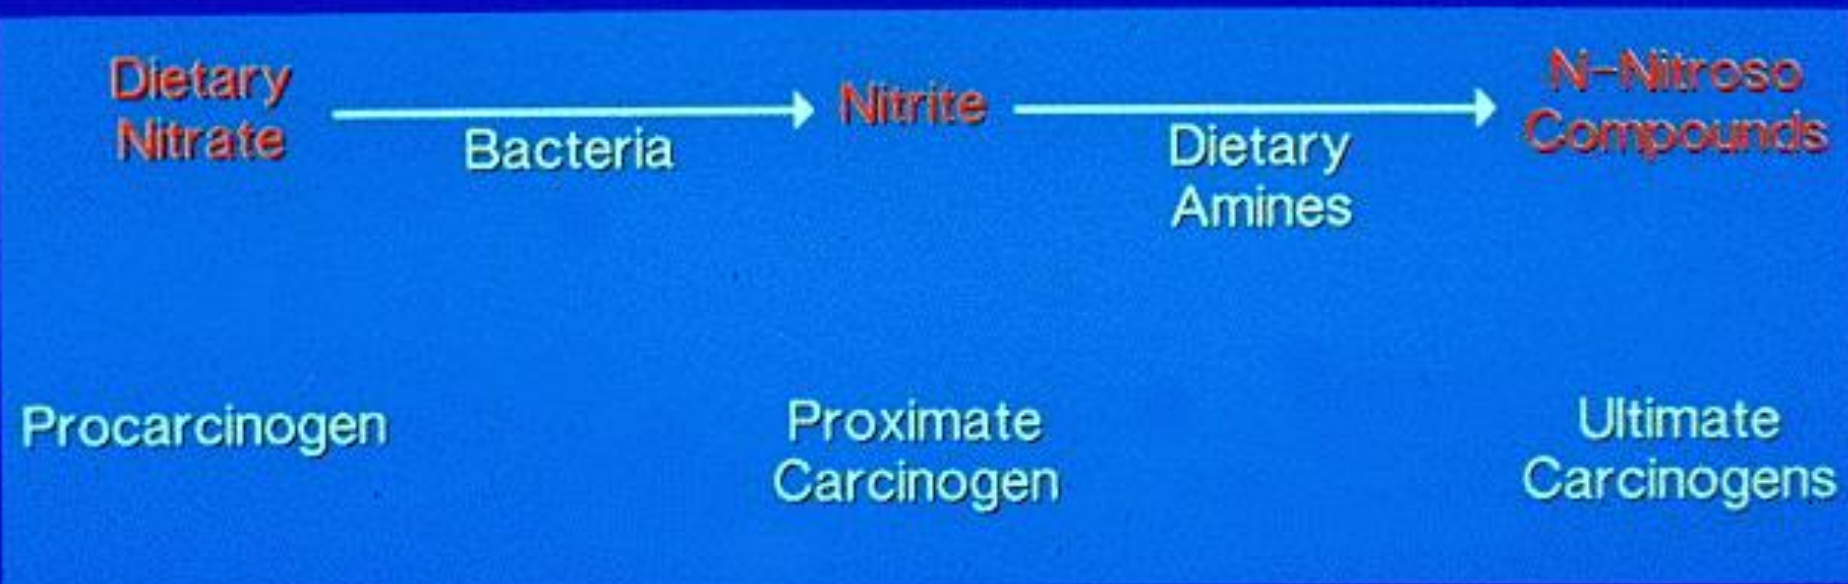 Dietary
Nitrate
Bacteria
Nitrite
Dietary
Amines
N-Nitroso
Compounds
Procarcinogen
Proximate
Carcinogen
Ultimate
Carcinogens